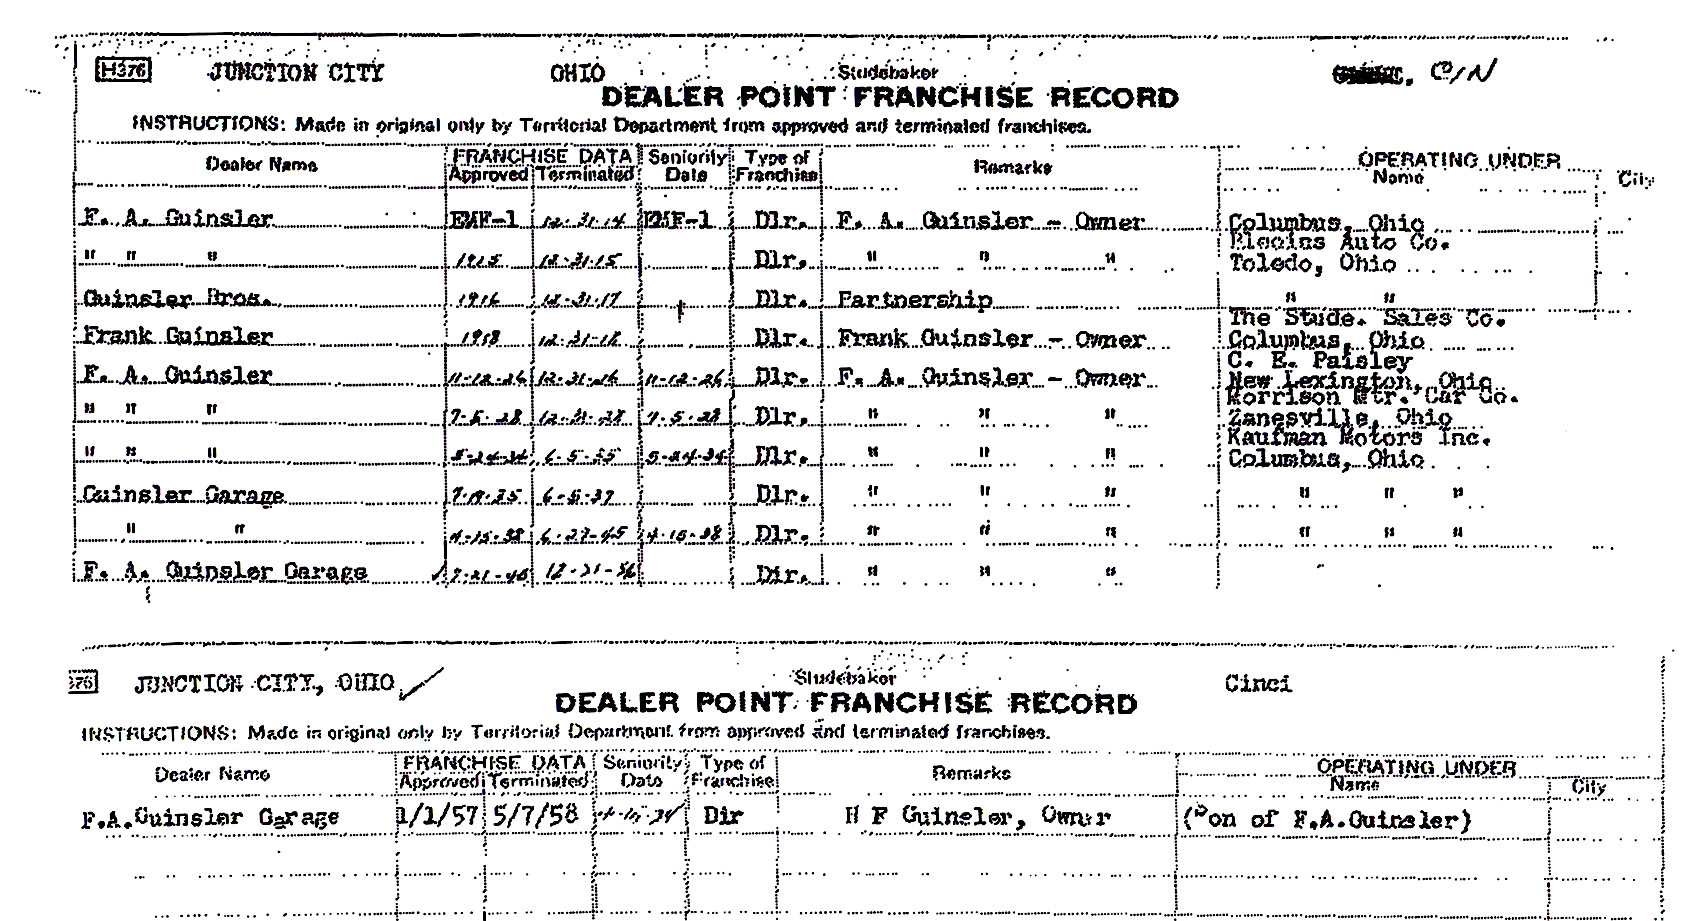 H376 JUNCTION CITY OHIO Studebaker CIN
DEALER POINT FRANCHISE RECORD
INSTRUCTIONS: Made in original only by Territorial Department from approved and terminated franchises.
Dealer Name FRANCHISE DATA Seniority Type of Remarks OPERATING UNDER
Approved Terminated Date Franchise Name City
F. A. Guinsler EMF-1 12-31-14 EMF-1 Dlr. F. A. Guinsler - Owner Columbus, Ohio
Auto Co.
" " " 1915 12-31-15 Dlr. " " " Toledo, Ohio
Guinsler Bros. 1916 12-31-17 Dlr. Partnership " "
The Stude. Sales Co.
Frank Guinsler 1918 12-31-18 Dlr. Frank Guinsler - Owner Columbus, Ohio
C. E. Paisley
F. A. Guinsler 11-12-26 12-31-26 11-12-26 Dlr. F. A. Guinsler - Owner New Lexington, Ohio
Morrison Mtr. Car Co.
" " " 7-5-28 12-31-28 7-5-28 Dlr. " " " Zanesville, Ohio
Kaufman Motors Inc.
" " " 5-24-34 6-5-35 5-24-34 Dlr. " " " Columbus, Ohio
Guinsler Garage 7-19-35 6-5-37 Dlr. " " " " " "
" " 4-15-38 6-27-45 4-15-38 Dlr. " " " " " "
F. A. Guinsler Garage 12-31-56 Dir. " " "
376 JUNCTION CITY, OHIO Studebaker Cinci
DEALER POINT FRANCHISE RECORD
INSTRUCTIONS: Made in original only by Territorial Department from approved and terminated franchises.
Dealer Name FRANCHISE DATA Seniority Type of Remarks OPERATING UNDER
Approved Terminated Date Franchise Name City
F.A.Guinsler Garage 1/1/57 5/7/58 Dir H F Guinsler, Owner (Son of F.A.Guinsler)